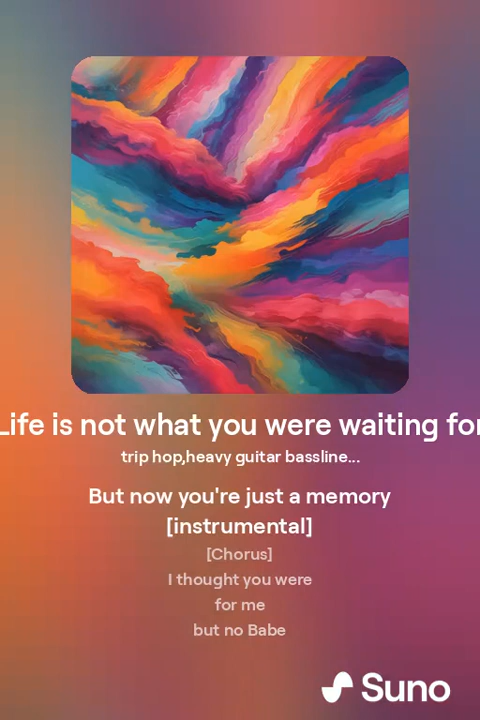 Life is not what you were waiting for
trip hop,heavy guitar bassline...
But now you're just a memory
[instrumental]
[Chorus]
I thought you were
for me
but no Babe
Suno